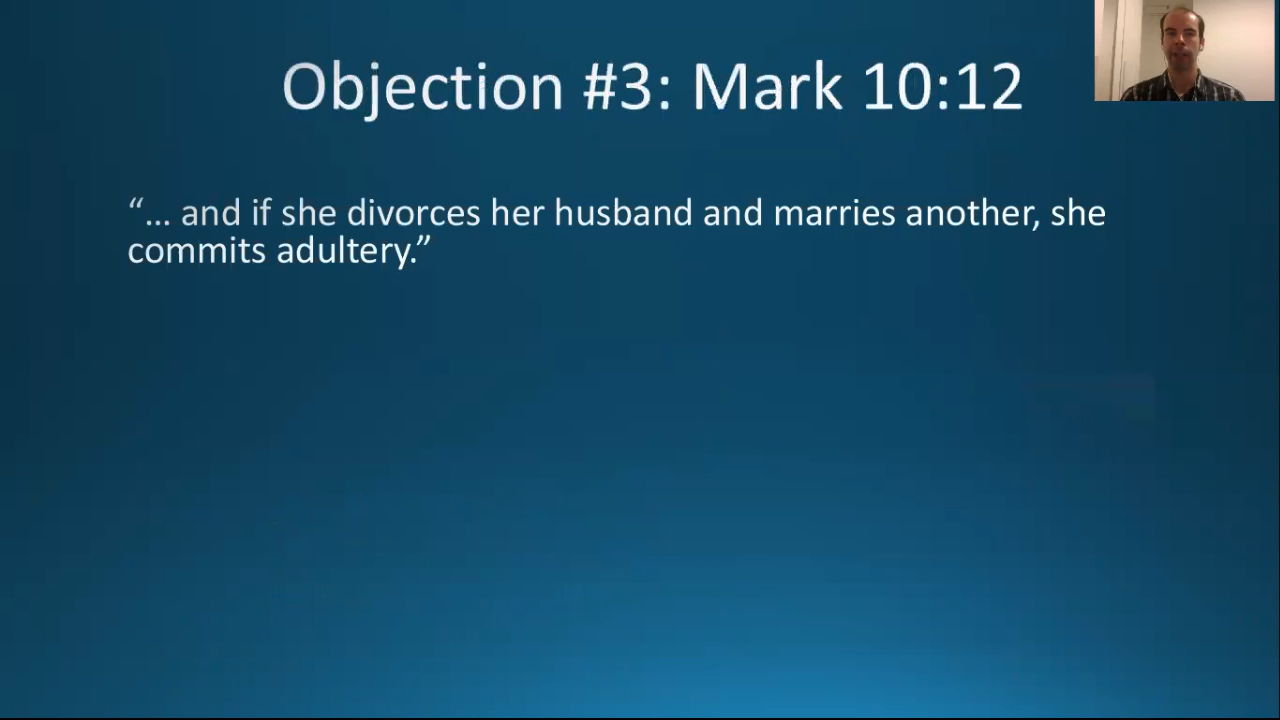 Objection #3: Mark 10:12
“... and if she divorces her husband and marries another, she
commits adultery.”